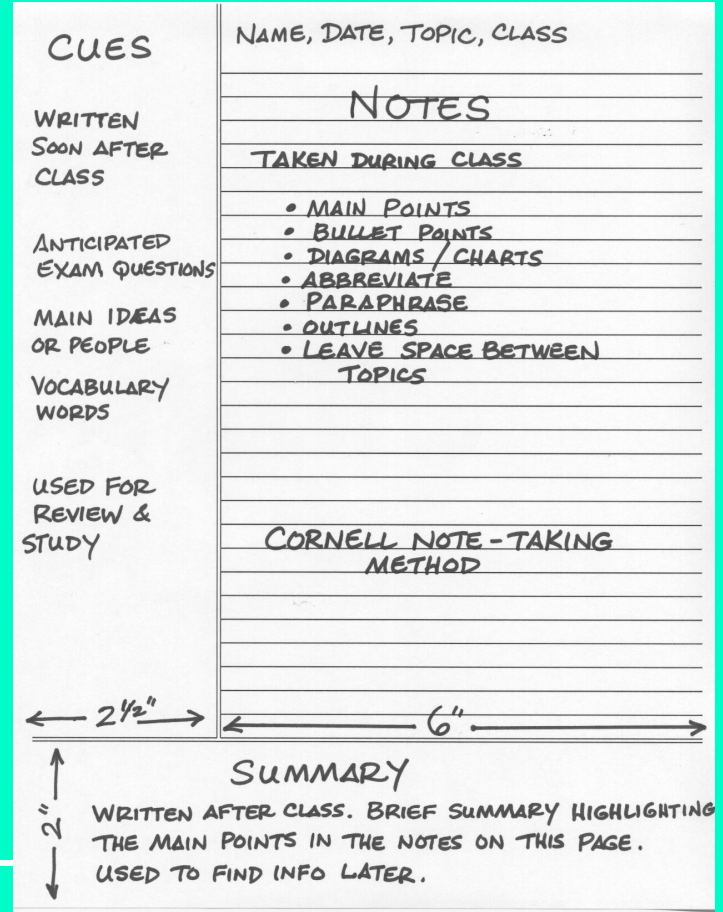 CUES
WRITTEN
SOON AFTER
CLASS
ANTICIPATED
EXAM QUESTIONS
MAIN IDEAS
OR PEOPLE
VOCABULARY
WORDS
USED FOR
REVIEW &
STUDY
2 1/2"
NAME, DATE, TOPIC, CLASS
NOTES
TAKEN DURING CLASS
• MAIN POINTS
• BULLET POINTS
• DIAGRAMS / CHARTS
• ABBREVIATE
• PARAPHRASE
• OUTLINES
• LEAVE SPACE BETWEEN
TOPICS
CORNELL NOTE-TAKING
METHOD
6"
2"
SUMMARY
WRITTEN AFTER CLASS. BRIEF SUMMARY HIGHLIGHTING
THE MAIN POINTS IN THE NOTES ON THIS PAGE.
USED TO FIND INFO LATER.